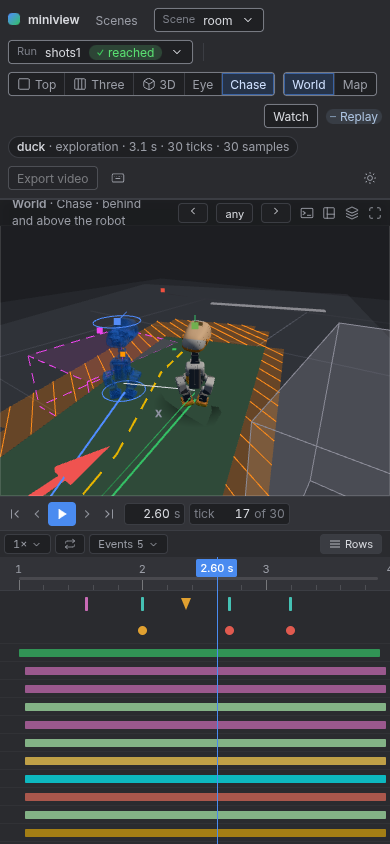 miniview Scenes Scene room
Run shots1 ✓ reached
Top Three 3D Eye Chase World Map
Watch – Replay
duck · exploration · 3.1 s · 30 ticks · 30 samples
Export video
World · Chase · behind and above the robot
any
x
2.60 s tick 17 of 30
1× Events 5 Rows
1 2 2.60 s 3 4